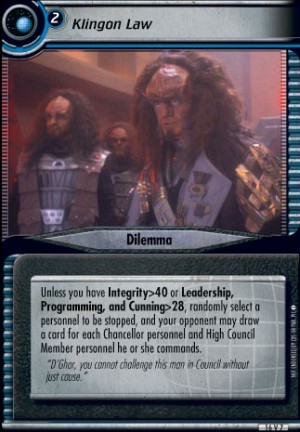 2
Klingon Law
Dilemma
Unless you have Integrity>40 or Leadership,
Programming, and Cunning>28, randomly select a
personnel to be stopped, and your opponent may draw
a card for each Chancellor personnel and High Council
Member personnel he or she commands.
"D'Ghor, you cannot challenge this man in Council without
just cause."
14 V 7